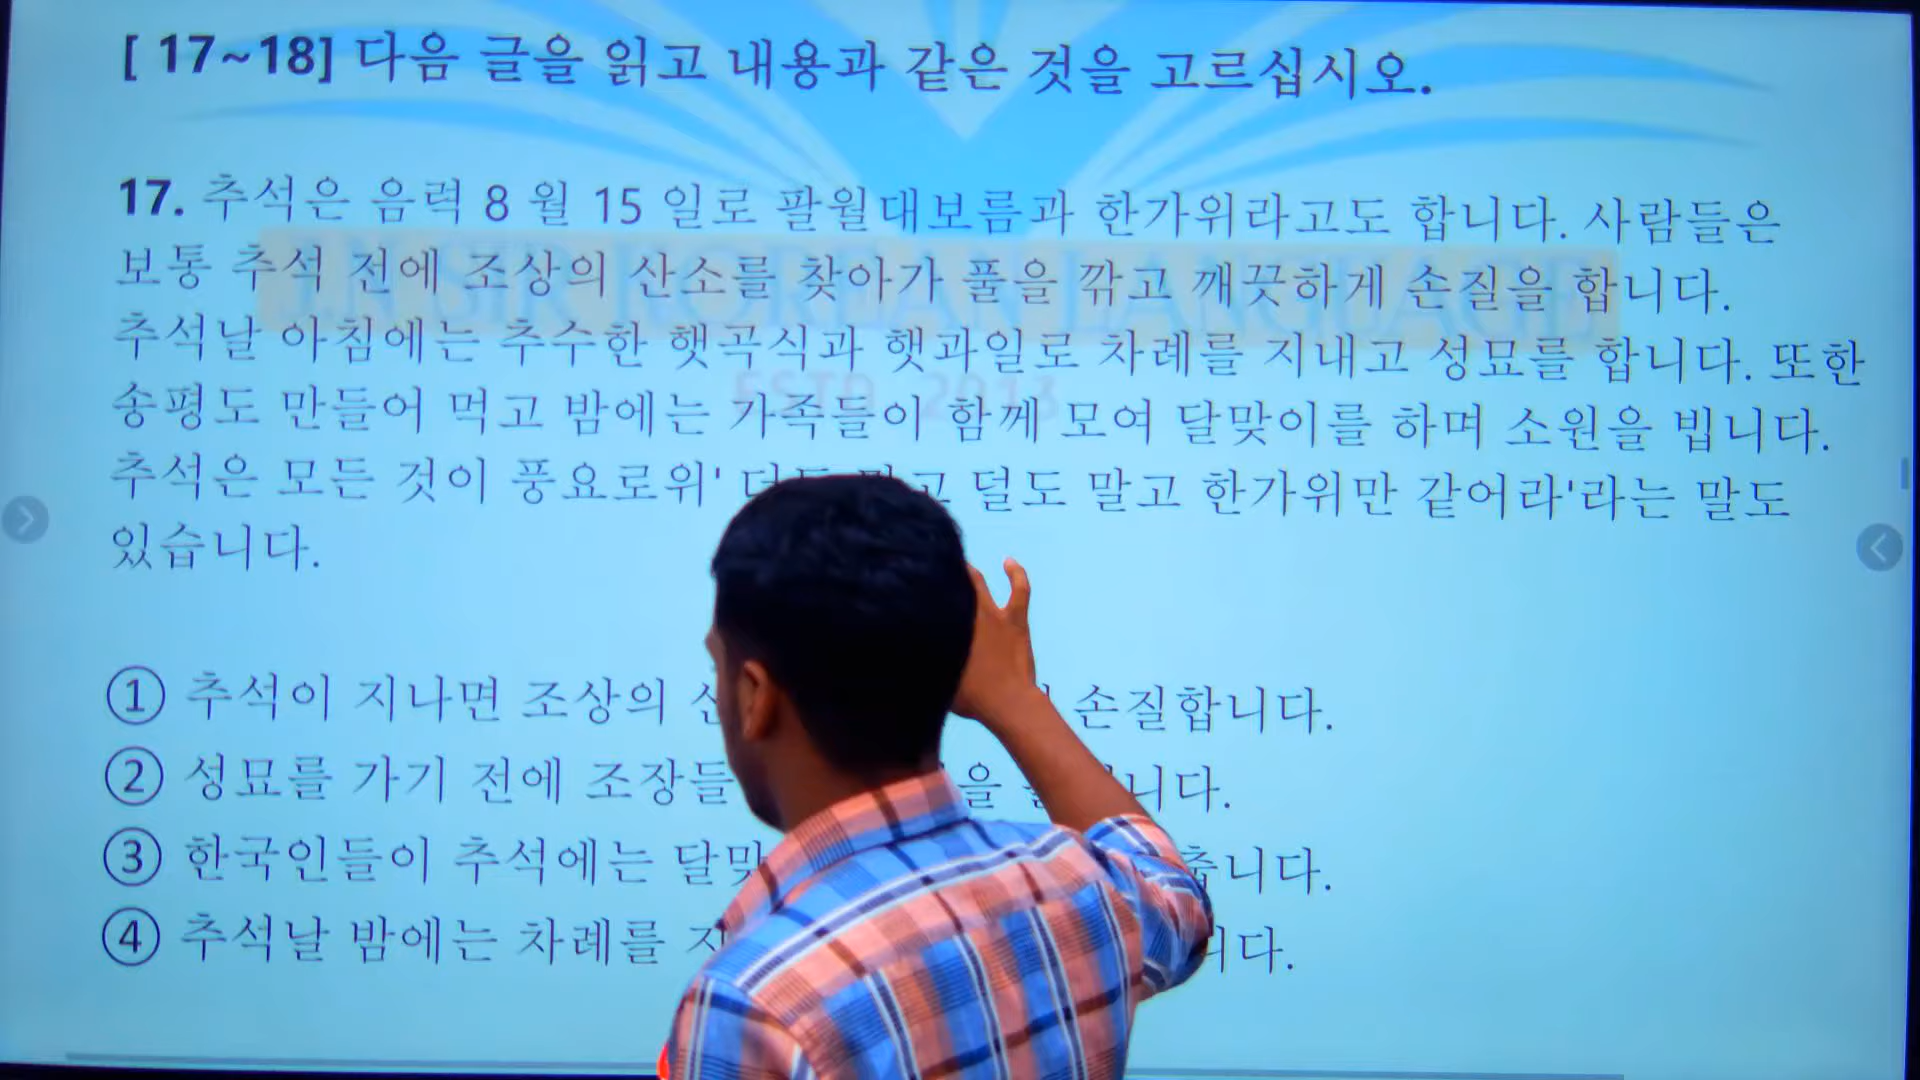 [ 17~18] 다음 글을 읽고 내용과 같은 것을 고르십시오.
17. 추석은 음력 8 월 15 일로 팔월대보름과 한가위라고도 합니다. 사람들은
보통 추석 전에 조상의 산소를 찾아가 풀을 깎고 깨끗하게 손질을 합니다.
추석날 아침에는 추수한 햇곡식과 햇과일로 차례를 지내고 성묘를 합니다. 또한
송평도 만들어 먹고 밤에는 가족들이 함께 모여 달맞이를 하며 소원을 빕니다.
추석은 모든 것이 풍요로위' 털도 말고 한가위만 같어라'라는 말도
있습니다.
① 추석이 지나면 조상의 손질합니다.
② 성묘를 가기 전에 조장들
③ 한국인들이 추석에는
④ 추석날 밤에는 차례를